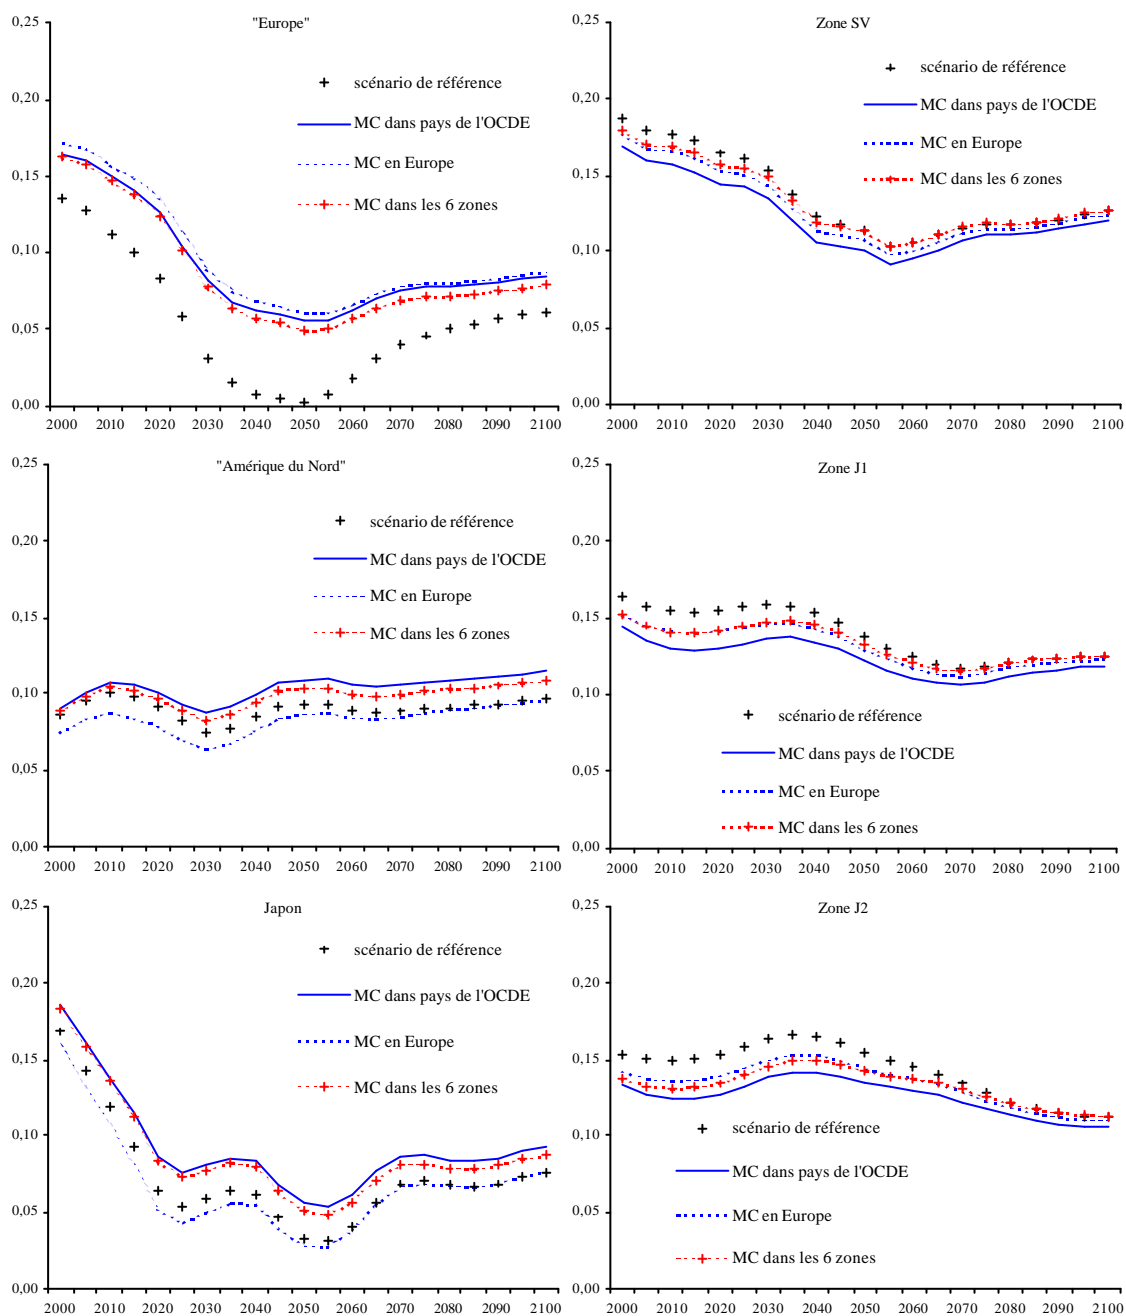 "Europe"
0,25
0,20
0,15
0,10
0,05
0,00
scénario de référence
MC dans pays de l'OCDE
MC en Europe
MC dans les 6 zones
2000 2010 2020 2030 2040 2050 2060 2070 2080 2090 2100
Zone SV
0,25
0,20
0,15
0,10
0,05
0,00
scénario de référence
MC dans pays de l'OCDE
MC en Europe
MC dans les 6 zones
2000 2010 2020 2030 2040 2050 2060 2070 2080 2090 2100
"Amérique du Nord"
0,25
0,20
0,15
0,10
0,05
0,00
scénario de référence
MC dans pays de l'OCDE
MC en Europe
MC dans les 6 zones
2000 2010 2020 2030 2040 2050 2060 2070 2080 2090 2100
Zone J1
0,25
0,20
0,15
0,10
0,05
0,00
scénario de référence
MC dans pays de l'OCDE
MC en Europe
MC dans les 6 zones
2000 2010 2020 2030 2040 2050 2060 2070 2080 2090 2100
Japon
0,25
0,20
0,15
0,10
0,05
0,00
scénario de référence
MC dans pays de l'OCDE
MC en Europe
MC dans les 6 zones
2000 2010 2020 2030 2040 2050 2060 2070 2080 2090 2100
Zone J2
0,25
0,20
0,15
0,10
0,05
0,00
scénario de référence
MC dans pays de l'OCDE
MC en Europe
MC dans les 6 zones
2000 2010 2020 2030 2040 2050 2060 2070 2080 2090 2100